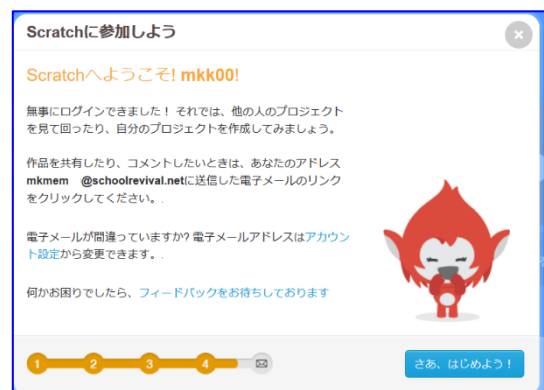 Scratchに参加しよう
Scratchへようこそ! mkk00!
無事にログインできました！ それでは、他の人のプロジェクト
を見て回ったり、自分のプロジェクトを作成してみましょう。
作品を共有したり、コメントしたいときは、あなたのアドレス
mkmem @schoolrevival.netに送信した電子メールのリンク
をクリックしてください。.
電子メールが間違っていますか? 電子メールアドレスはアカウン
ト設定から変更できます。.
何かお困りでしたら、フィードバックをお待ちしております
1 2 3 4
さあ、はじめよう！